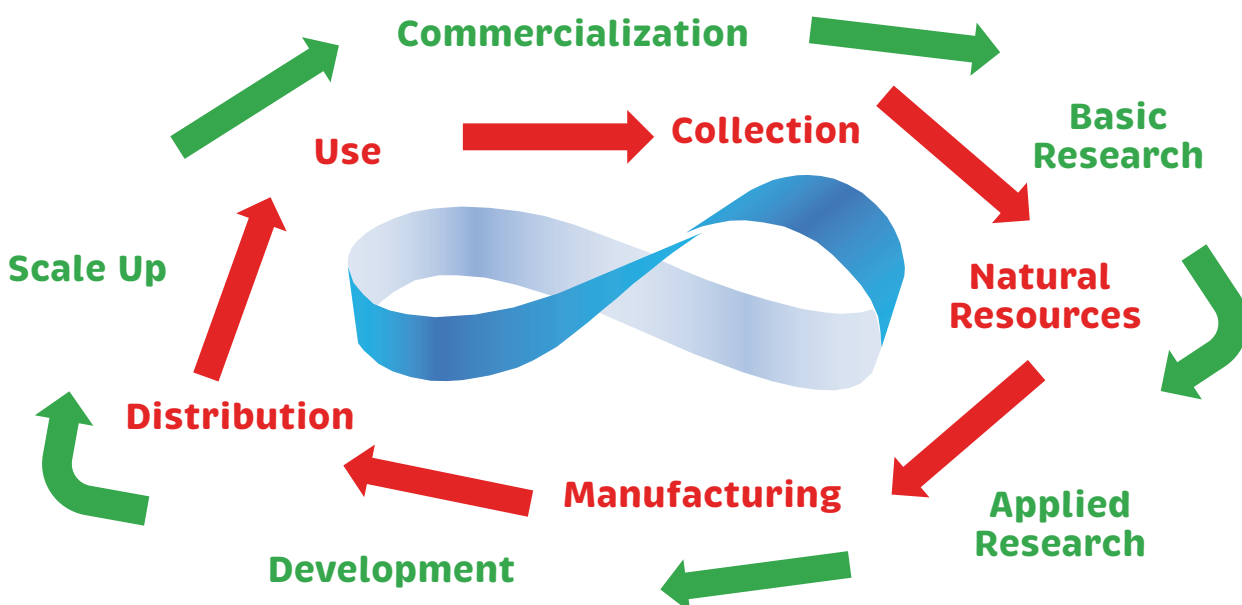 Commercialization
Use
Collection
Basic
Research
Scale Up
Natural
Resources
Distribution
Manufacturing
Applied
Research
Development